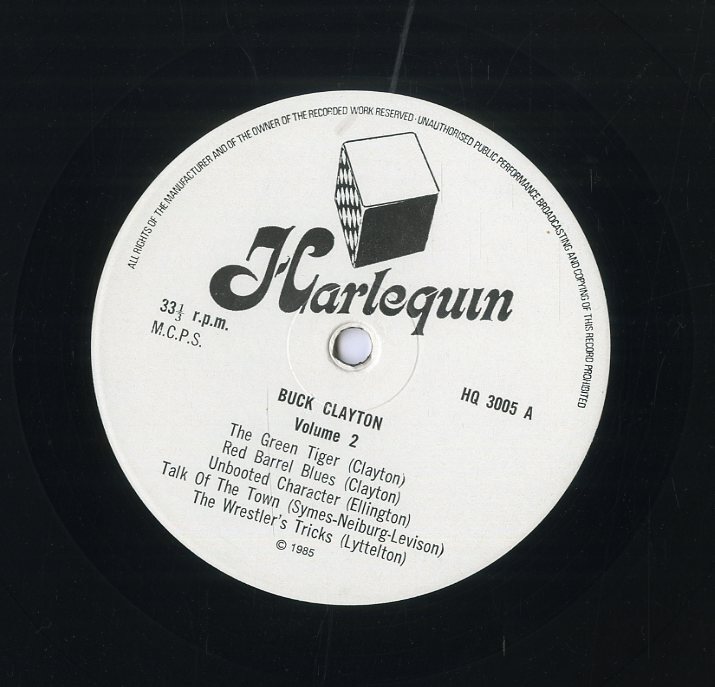 ALL RIGHTS OF THE MANUFACTURER AND OF THE OWNER OF THE RECORDED WORK RESERVED · UNAUTHORISED PUBLIC PERFORMANCE BROADCASTING AND COPYING OF THIS RECORD PROHIBITED
Harlequin
33⅓ r.p.m.
M.C.P.S.
HQ 3005 A
BUCK CLAYTON
Volume 2
The Green Tiger (Clayton)
Red Barrel Blues (Clayton)
Unbooted Character (Ellington)
Talk Of The Town (Symes-Neiburg-Levison)
The Wrestler's Tricks (Lyttelton)
© 1985